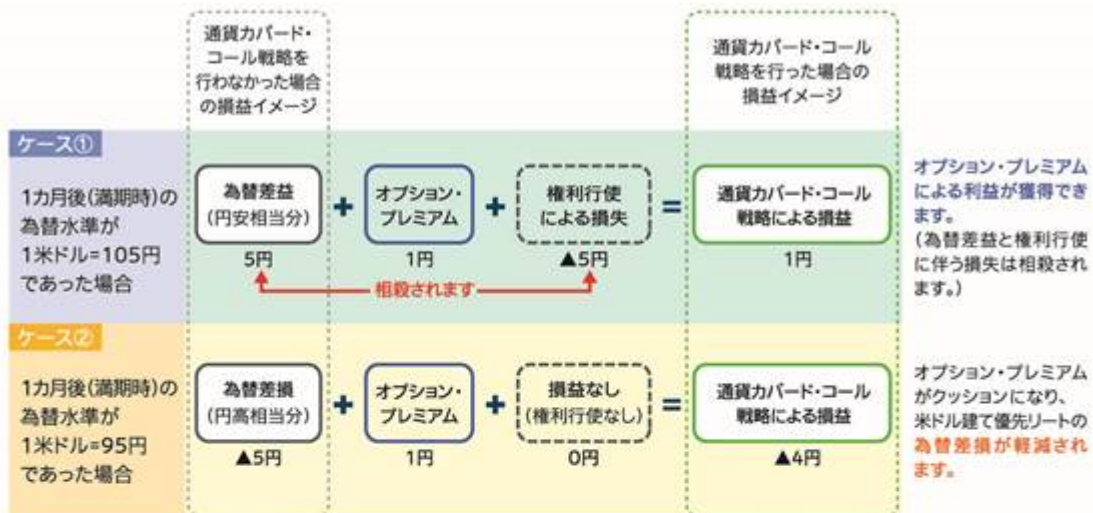 通貨カバード・
コール戦略を
行わなかった場合
の損益イメージ
通貨カバード・コール
戦略を行った場合の
損益イメージ
ケース①
1カ月後(満期時)の
為替水準が
1米ドル=105円
であった場合
為替差益
(円安相当分)
5円
+
オプション・
プレミアム
1円
+
権利行使
による損失
▲5円
=
通貨カバード・コール
戦略による損益
1円
相殺されます
オプション・プレミアム
による利益が獲得でき
ます。
(為替差益と権利行使
に伴う損失は相殺され
ます。)
ケース②
1カ月後(満期時)の
為替水準が
1米ドル=95円
であった場合
為替差損
(円高相当分)
▲5円
+
オプション・
プレミアム
1円
+
損益なし
(権利行使なし)
0円
=
通貨カバード・コール
戦略による損益
▲4円
オプション・プレミアム
がクッションになり、
米ドル建て優先リートの
為替差損が軽減され
ます。